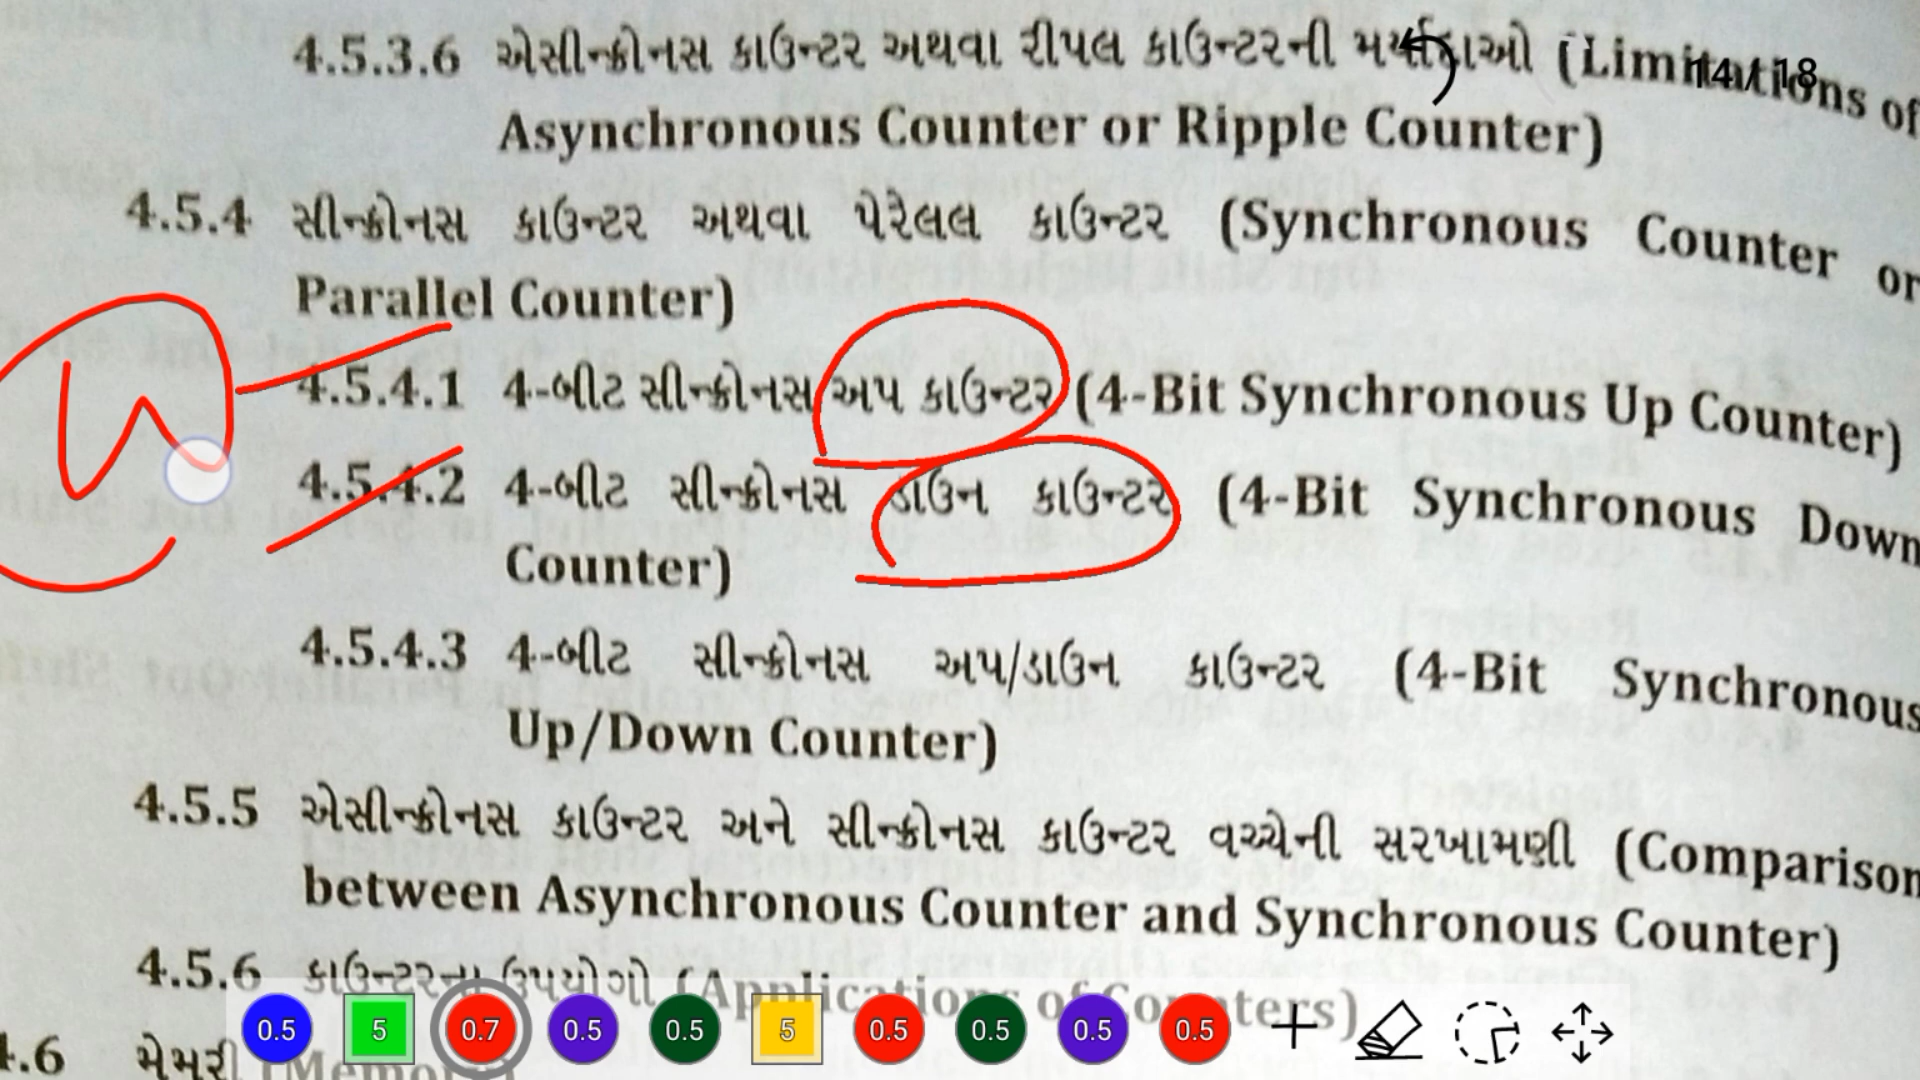 4.5.3.6 એસીન્ક્રોનસ કાઉન્ટર અથવા રીપલ કાઉન્ટરની મર્યાદાઓ (Limitations of
14 / 18
Asynchronous Counter or Ripple Counter)
4.5.4 સીન્ક્રોનસ કાઉન્ટર અથવા પેરેલલ કાઉન્ટર (Synchronous Counter or
Parallel Counter)
4.5.4.1 4-બીટ સીન્ક્રોનસ અપ કાઉન્ટર (4-Bit Synchronous Up Counter)
4.5.4.2 4-બીટ સીન્ક્રોનસ ડાઉન કાઉન્ટર (4-Bit Synchronous Down
Counter)
4.5.4.3 4-બીટ સીન્ક્રોનસ અપ/ડાઉન કાઉન્ટર (4-Bit Synchronous
Up/Down Counter)
4.5.5 એસીન્ક્રોનસ કાઉન્ટર અને સીન્ક્રોનસ કાઉન્ટર વચ્ચેની સરખામણી (Comparison
between Asynchronous Counter and Synchronous Counter)
4.5.6 કાઉન્ટરના ઉપયોગો (Applications of Counters)
0.5 5 0.7 0.5 0.5 5 0.5 0.5 0.5 0.5
4.6 મેમરી (Memory)